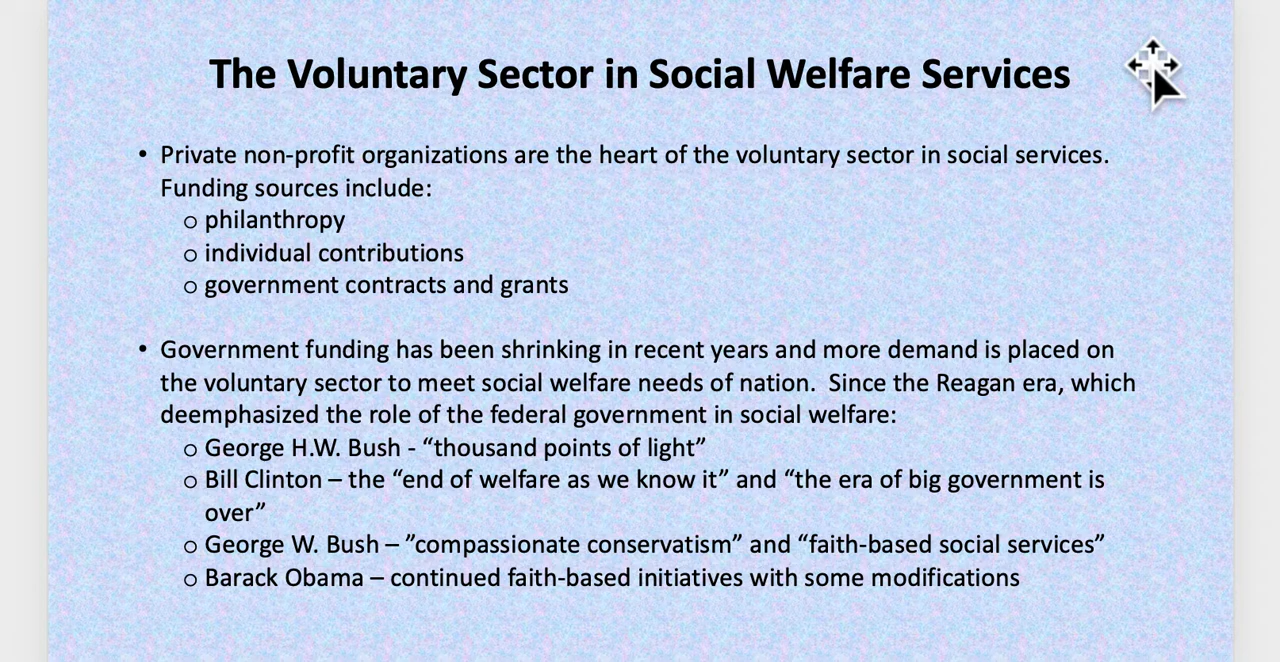 The Voluntary Sector in Social Welfare Services
• Private non-profit organizations are the heart of the voluntary sector in social services.
Funding sources include:
o philanthropy
o individual contributions
o government contracts and grants
• Government funding has been shrinking in recent years and more demand is placed on
the voluntary sector to meet social welfare needs of nation.  Since the Reagan era, which
deemphasized the role of the federal government in social welfare:
o George H.W. Bush - “thousand points of light”
o Bill Clinton – the “end of welfare as we know it” and “the era of big government is
over”
o George W. Bush – ”compassionate conservatism” and “faith-based social services”
o Barack Obama – continued faith-based initiatives with some modifications